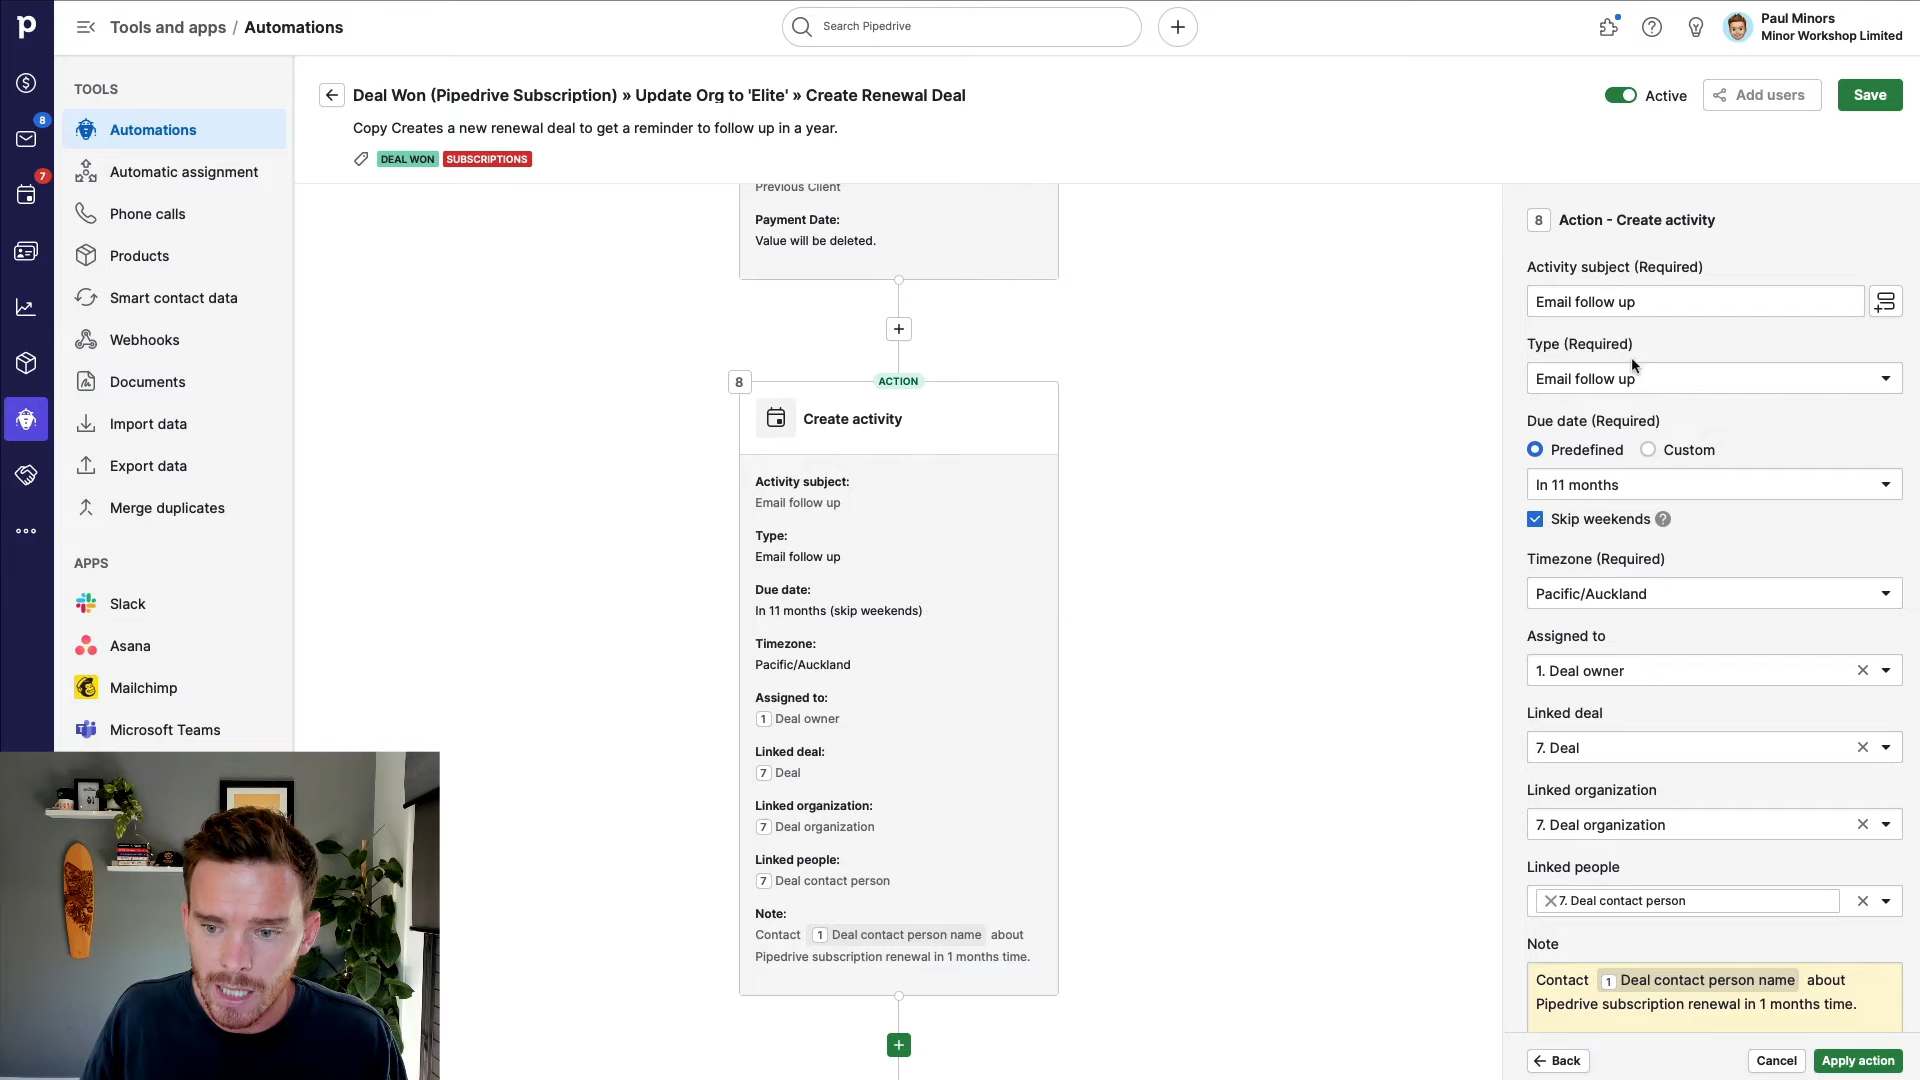 Tools and apps / Automations
Search Pipedrive
Paul Minors
Minor Workshop Limited
8
7
TOOLS
Automations
Automatic assignment
Phone calls
Products
Smart contact data
Webhooks
Documents
Import data
Export data
Merge duplicates
APPS
Slack
Asana
Mailchimp
Microsoft Teams
Deal Won (Pipedrive Subscription) » Update Org to 'Elite' » Create Renewal Deal
Active
Add users
Save
Copy Creates a new renewal deal to get a reminder to follow up in a year.
DEAL WON SUBSCRIPTIONS
Previous Client
Payment Date:
Value will be deleted.
8
ACTION
Create activity
Activity subject:
Email follow up
Type:
Email follow up
Due date:
In 11 months (skip weekends)
Timezone:
Pacific/Auckland
Assigned to:
1 Deal owner
Linked deal:
7 Deal
Linked organization:
7 Deal organization
Linked people:
7 Deal contact person
Note:
Contact 1 Deal contact person name about
Pipedrive subscription renewal in 1 months time.
8 Action - Create activity
Activity subject (Required)
Email follow up
Type (Required)
Email follow up
Due date (Required)
Predefined Custom
In 11 months
Skip weekends
Timezone (Required)
Pacific/Auckland
Assigned to
1. Deal owner
Linked deal
7. Deal
Linked organization
7. Deal organization
Linked people
7. Deal contact person
Note
Contact 1 Deal contact person name about
Pipedrive subscription renewal in 1 months time.
Back
Cancel
Apply action